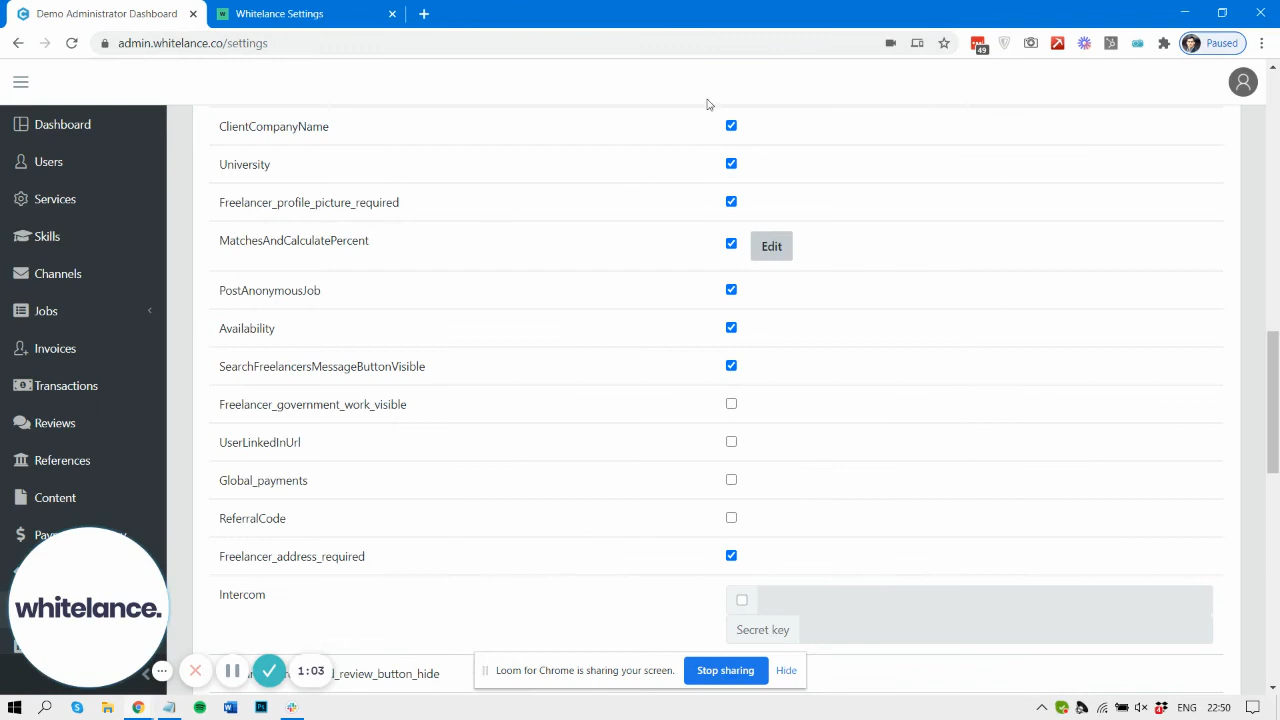 Demo Administrator Dashboard
Whitelance Settings
admin.whitelance.co/settings
49
Paused
Dashboard
Users
Services
Skills
Channels
Jobs
Invoices
Transactions
Reviews
References
Content
ClientCompanyName
University
Freelancer_profile_picture_required
MatchesAndCalculatePercent
Edit
PostAnonymousJob
Availability
SearchFreelancersMessageButtonVisible
Freelancer_government_work_visible
UserLinkedInUrl
Global_payments
ReferralCode
Freelancer_address_required
Intercom
Secret key
d_review_button_hide
whitelance.
1:03
Loom for Chrome is sharing your screen.
Stop sharing
Hide
ENG
22:50